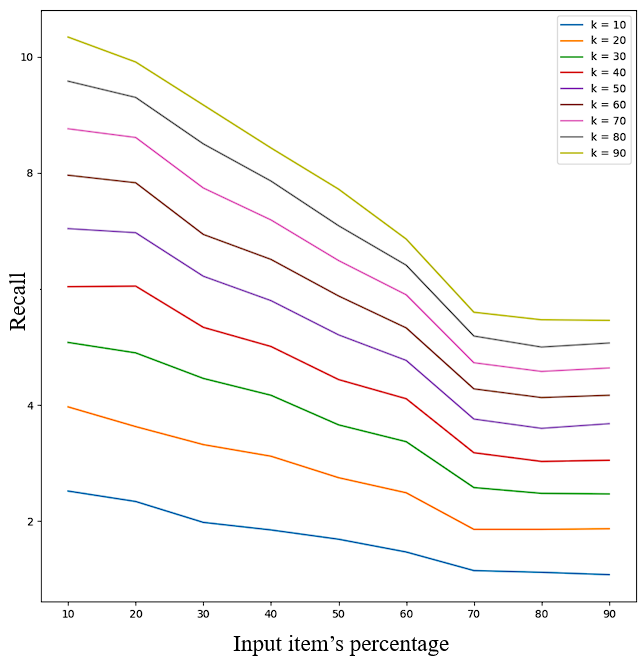 k = 10
k = 20
k = 30
k = 40
k = 50
k = 60
k = 70
k = 80
k = 90
10
8
4
2
Recall
10 20 30 40 50 60 70 80 90
Input item’s percentage